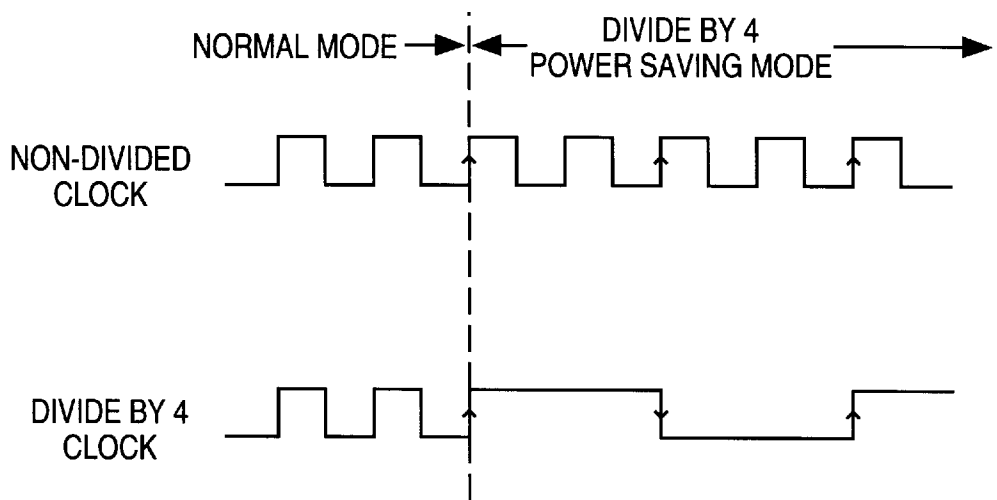 NORMAL MODE
DIVIDE BY 4
POWER SAVING MODE
NON-DIVIDED
CLOCK
DIVIDE BY 4
CLOCK